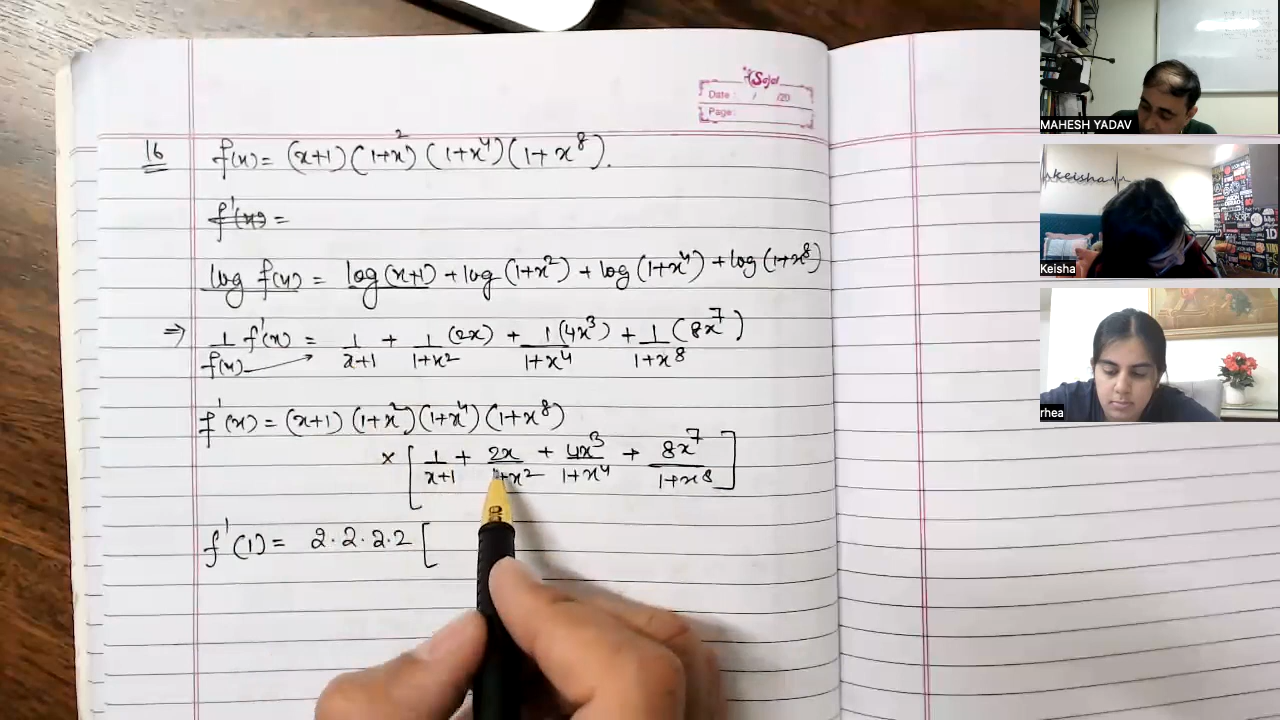 Sojal
Date : / /20
Page:
16 f(x) = (x+1) (1+x²) (1+x⁴) (1+x⁸).
f'(x) =
log f(x) = log (x+1) + log (1+x²) + log (1+x⁴) + log (1+x⁸)
⇒ 1/f(x) f'(x) = 1/x+1 + 1/1+x² (2x) + 1/1+x⁴ (4x³) + 1/1+x⁸ (8x⁷)
f'(x) = (x+1) (1+x²) (1+x⁴) (1+x⁸)
× [ 1/x+1 + 2x/1+x² + 4x³/1+x⁴ + 8x⁷/1+x⁸ ]
f'(1) = 2·2·2·2 [
MAHESH YADAV
keisha
Keisha
rhea